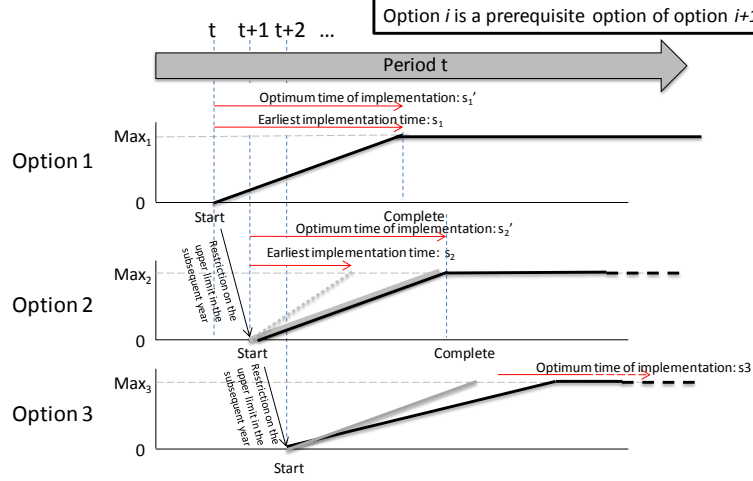 Option i is a prerequisite option of option i+1
t t+1 t+2 ...
Period t
Optimum time of implementation: s₁'
Earliest implementation time: s₁
Max₁
Option 1
0
Start
Complete
Restriction on the
upper limit in the
subsequent year
Optimum time of implementation: s₂'
Earliest implementation time: s₂
Max₂
Option 2
0
Start
Complete
Restriction on the
upper limit in the
subsequent year
Optimum time of implementation: s3
Max₃
Option 3
0
Start